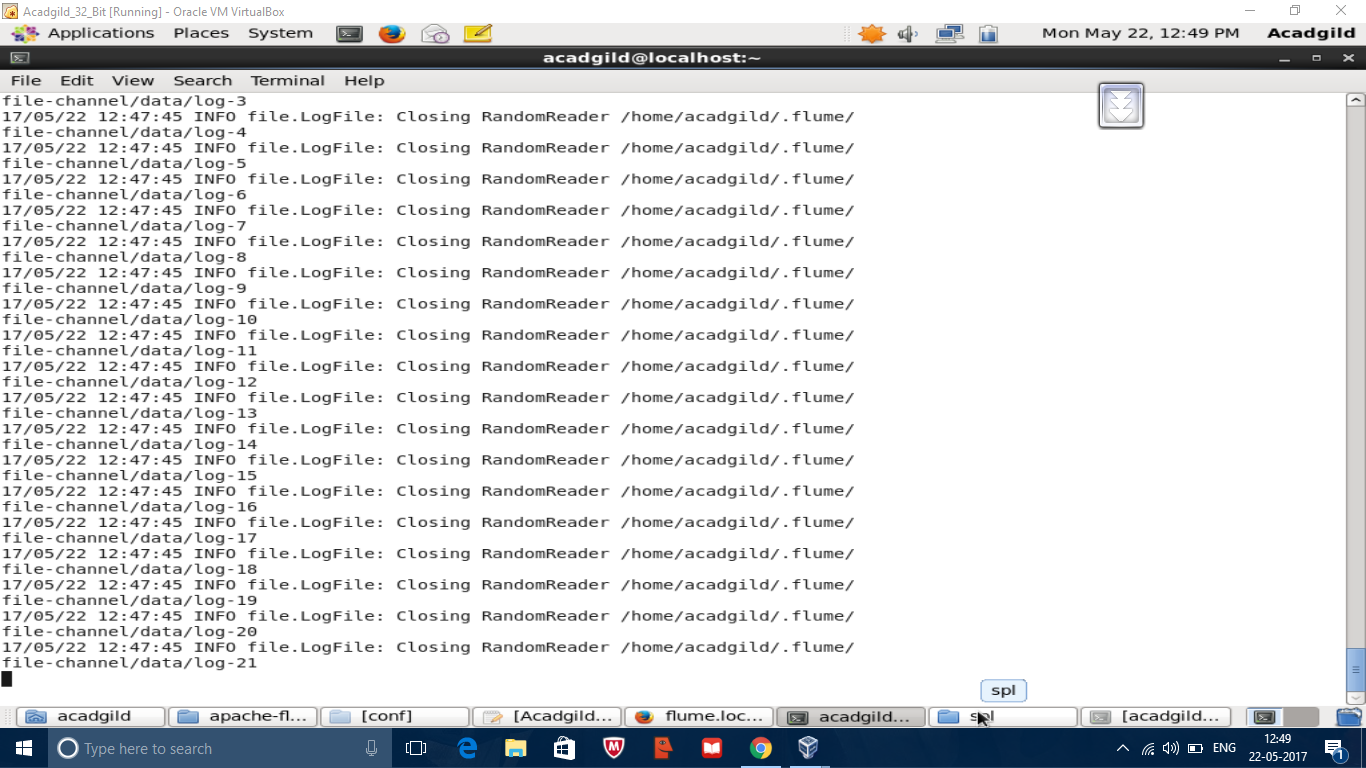 Acadgild_32_Bit [Running] - Oracle VM VirtualBox
Applications Places System Mon May 22, 12:49 PM Acadgild
acadgild@localhost:~
File Edit View Search Terminal Help
file-channel/data/log-3
17/05/22 12:47:45 INFO file.LogFile: Closing RandomReader /home/acadgild/.flume/
file-channel/data/log-4
17/05/22 12:47:45 INFO file.LogFile: Closing RandomReader /home/acadgild/.flume/
file-channel/data/log-5
17/05/22 12:47:45 INFO file.LogFile: Closing RandomReader /home/acadgild/.flume/
file-channel/data/log-6
17/05/22 12:47:45 INFO file.LogFile: Closing RandomReader /home/acadgild/.flume/
file-channel/data/log-7
17/05/22 12:47:45 INFO file.LogFile: Closing RandomReader /home/acadgild/.flume/
file-channel/data/log-8
17/05/22 12:47:45 INFO file.LogFile: Closing RandomReader /home/acadgild/.flume/
file-channel/data/log-9
17/05/22 12:47:45 INFO file.LogFile: Closing RandomReader /home/acadgild/.flume/
file-channel/data/log-10
17/05/22 12:47:45 INFO file.LogFile: Closing RandomReader /home/acadgild/.flume/
file-channel/data/log-11
17/05/22 12:47:45 INFO file.LogFile: Closing RandomReader /home/acadgild/.flume/
file-channel/data/log-12
17/05/22 12:47:45 INFO file.LogFile: Closing RandomReader /home/acadgild/.flume/
file-channel/data/log-13
17/05/22 12:47:45 INFO file.LogFile: Closing RandomReader /home/acadgild/.flume/
file-channel/data/log-14
17/05/22 12:47:45 INFO file.LogFile: Closing RandomReader /home/acadgild/.flume/
file-channel/data/log-15
17/05/22 12:47:45 INFO file.LogFile: Closing RandomReader /home/acadgild/.flume/
file-channel/data/log-16
17/05/22 12:47:45 INFO file.LogFile: Closing RandomReader /home/acadgild/.flume/
file-channel/data/log-17
17/05/22 12:47:45 INFO file.LogFile: Closing RandomReader /home/acadgild/.flume/
file-channel/data/log-18
17/05/22 12:47:45 INFO file.LogFile: Closing RandomReader /home/acadgild/.flume/
file-channel/data/log-19
17/05/22 12:47:45 INFO file.LogFile: Closing RandomReader /home/acadgild/.flume/
file-channel/data/log-20
17/05/22 12:47:45 INFO file.LogFile: Closing RandomReader /home/acadgild/.flume/
file-channel/data/log-21
spl
acadgild apache-fl... [conf] [Acadgild... flume.loc... acadgild... spl [acadgild...
Type here to search ENG 12:49
22-05-2017 1